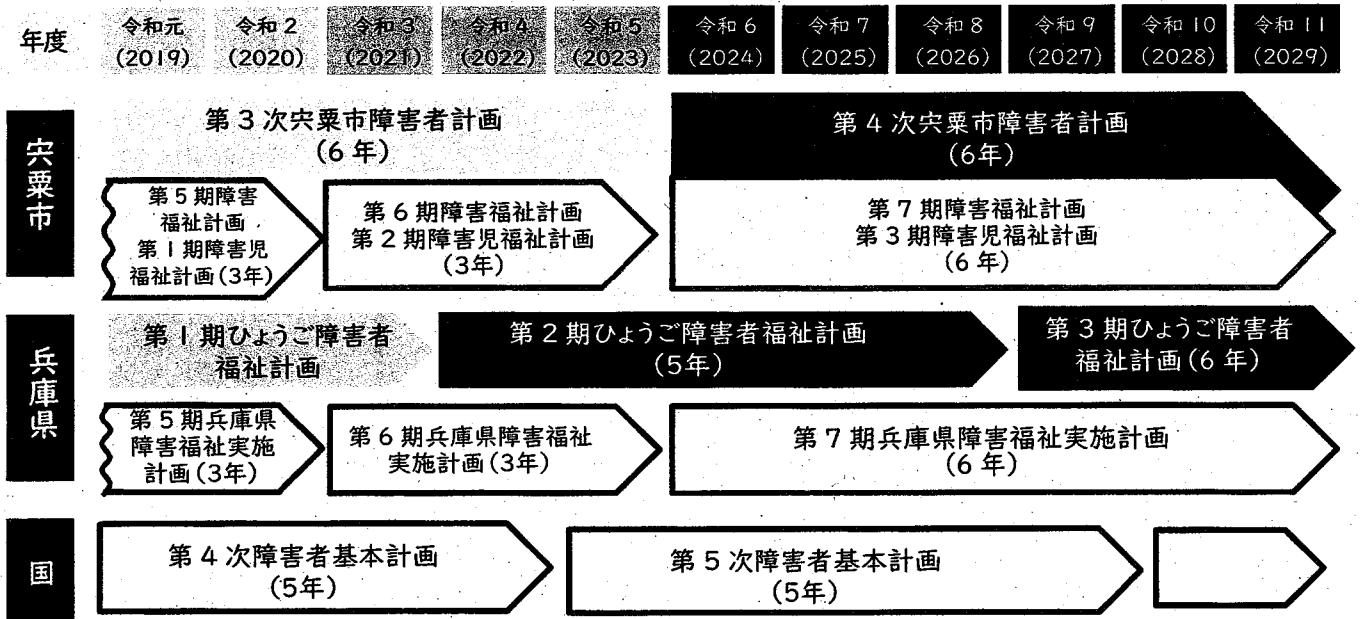 年度
令和元
(2019)
令和2
(2020)
令和3
(2021)
令和4
(2022)
令和5
(2023)
令和6
(2024)
令和7
(2025)
令和8
(2026)
令和9
(2027)
令和10
(2028)
令和11
(2029)
宍粟市
第3次宍粟市障害者計画
(6年)
第4次宍粟市障害者計画
(6年)
第5期障害
福祉計画
第1期障害児
福祉計画(3年)
第6期障害福祉計画
第2期障害児福祉計画
(3年)
第7期障害福祉計画
第3期障害児福祉計画
(6年)
兵庫県
第1期ひょうご障害者
福祉計画
第2期ひょうご障害者福祉計画
(5年)
第3期ひょうご障害者
福祉計画(6年)
第5期兵庫県
障害福祉実施
計画(3年)
第6期兵庫県障害福祉
実施計画(3年)
第7期兵庫県障害福祉実施計画
(6年)
国
第4次障害者基本計画
(5年)
第5次障害者基本計画
(5年)